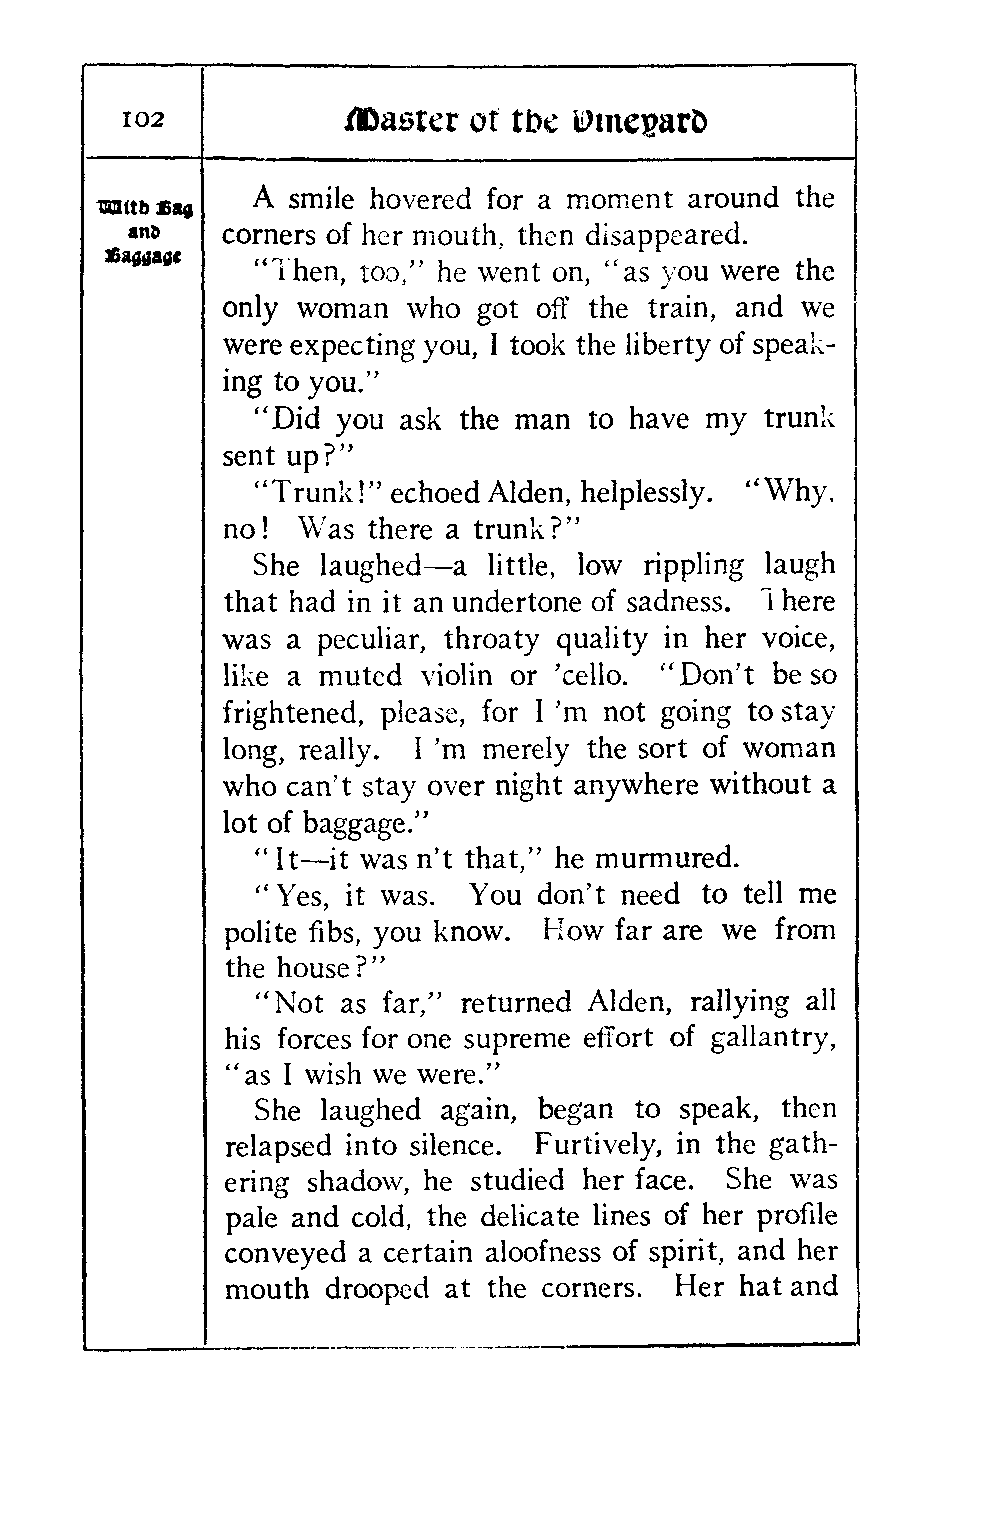 102
Master of the Vineyard
With Bag
and
Baggage
A smile hovered for a moment around the
corners of her mouth, then disappeared.
“Then, too,” he went on, “as you were the
only woman who got off the train, and we
were expecting you, I took the liberty of speak-
ing to you.”
“Did you ask the man to have my trunk
sent up?”
“Trunk!” echoed Alden, helplessly. “Why,
no! Was there a trunk?”
She laughed—a little, low rippling laugh
that had in it an undertone of sadness. There
was a peculiar, throaty quality in her voice,
like a muted violin or ’cello. “Don’t be so
frightened, please, for I ’m not going to stay
long, really. I ’m merely the sort of woman
who can’t stay over night anywhere without a
lot of baggage.”
“It—it was n’t that,” he murmured.
“Yes, it was. You don’t need to tell me
polite fibs, you know. How far are we from
the house?”
“Not as far,” returned Alden, rallying all
his forces for one supreme effort of gallantry,
“as I wish we were.”
She laughed again, began to speak, then
relapsed into silence. Furtively, in the gath-
ering shadow, he studied her face. She was
pale and cold, the delicate lines of her profile
conveyed a certain aloofness of spirit, and her
mouth drooped at the corners. Her hat and